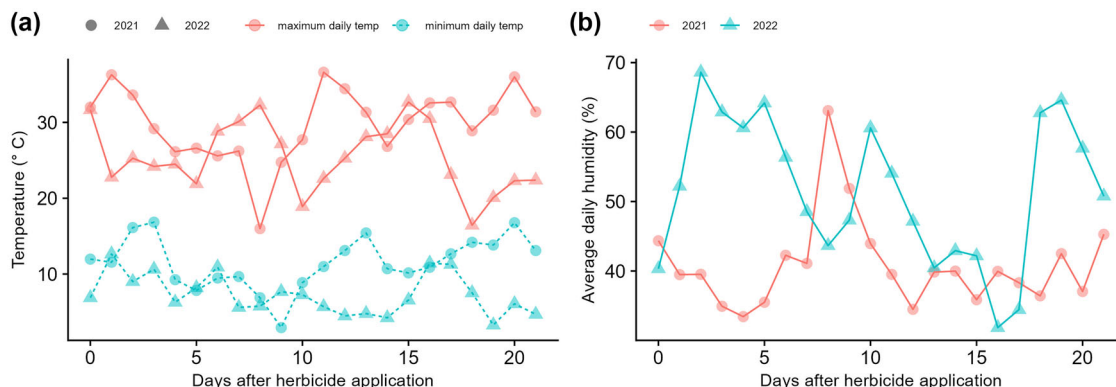 (a) 2021 2022 maximum daily temp minimum daily temp
Temperature (° C)
30
20
10
0 5 10 15 20
Days after herbicide application
(b) 2021 2022
Average daily humidity (%)
70
60
50
40
0 5 10 15 20
Days after herbicide application